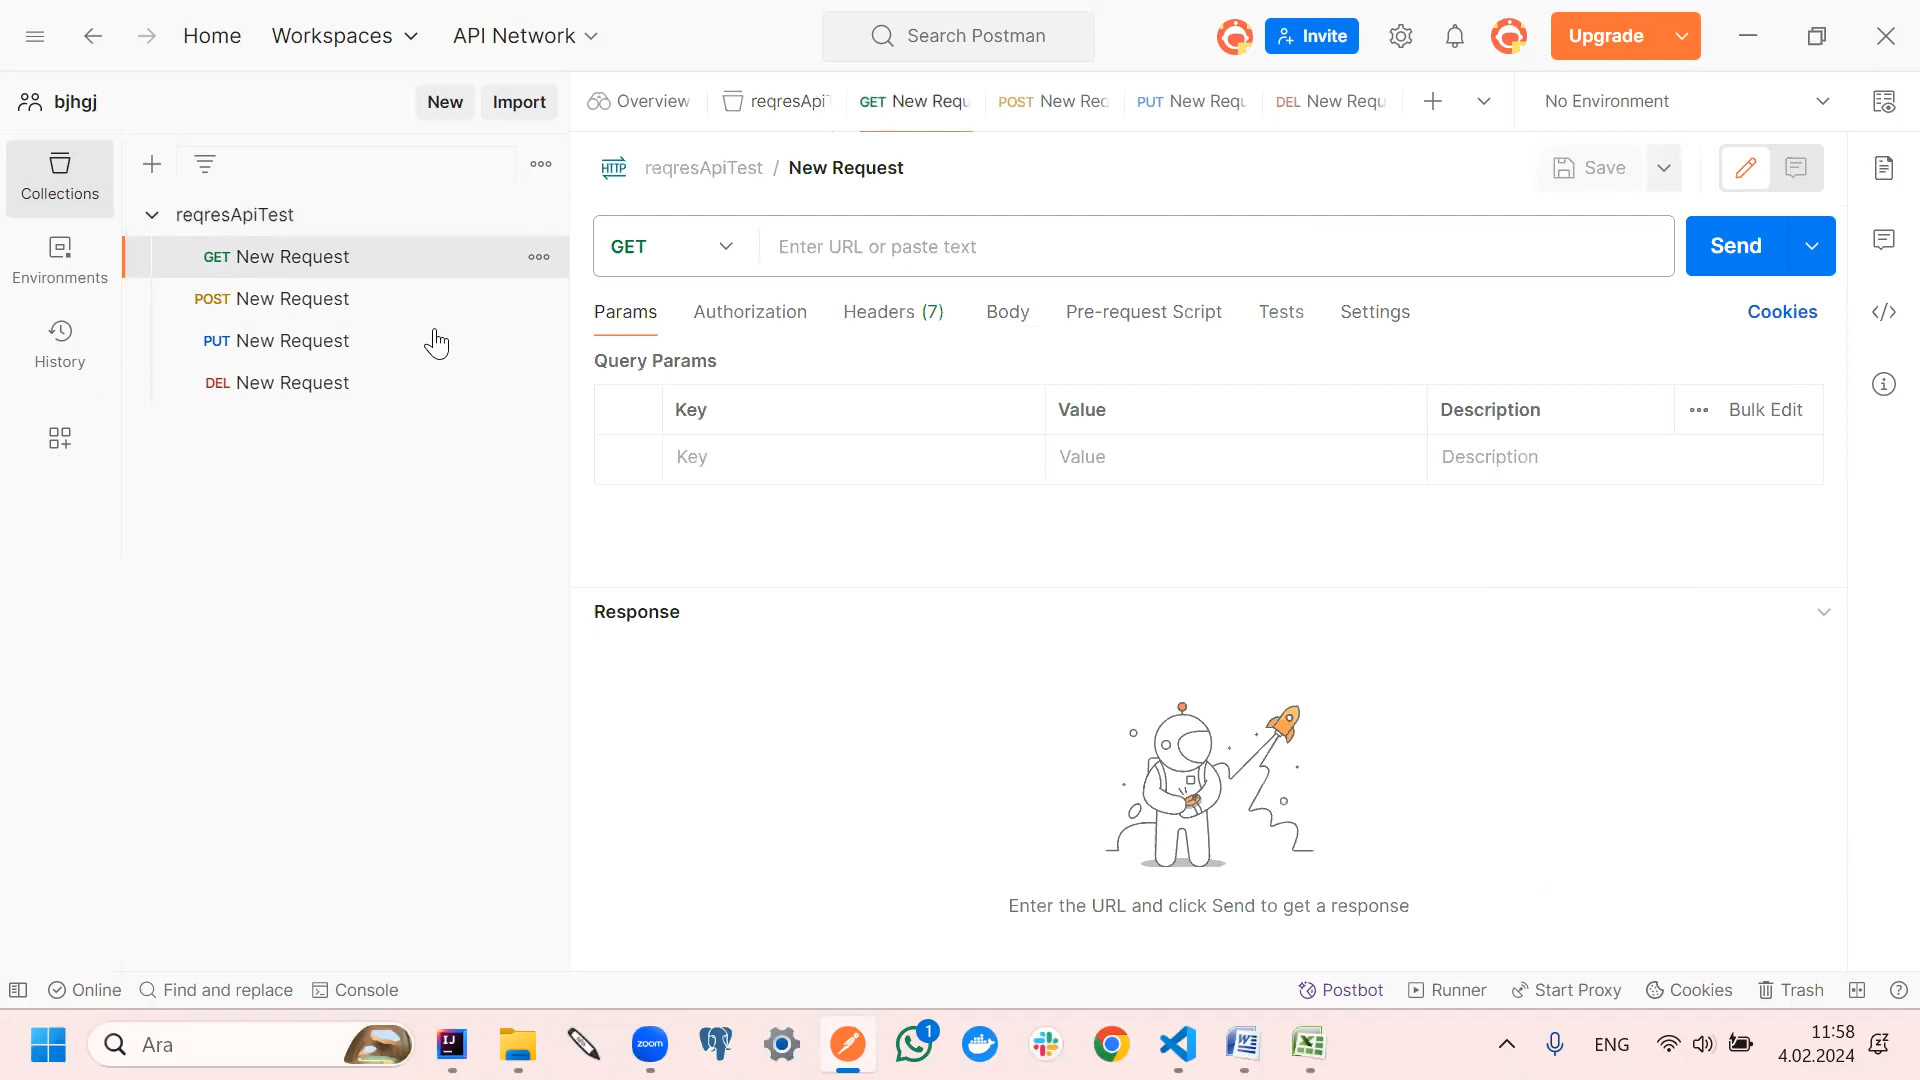 Home Workspaces API Network Search Postman Invite Upgrade
bjhgj New Import Overview reqresApiT GET New Requ POST New Req PUT New Requ DEL New Requ No Environment
Collections
reqresApiTest / New Request Save
HTTP
reqresApiTest
GET New Request
POST New Request
PUT New Request
DEL New Request
Environments
History
GET Enter URL or paste text Send
Params Authorization Headers (7) Body Pre-request Script Tests Settings Cookies
Query Params
Key Value Description Bulk Edit
Key Value Description
Response
Enter the URL and click Send to get a response
Online Find and replace Console Postbot Runner Start Proxy Cookies Trash
Ara IJ zoom 1 ENG 11:58
4.02.2024